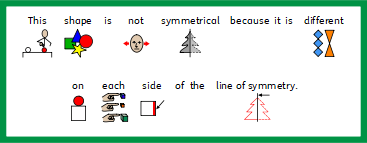 This shape is not symmetrical because it is different
on each side of the line of symmetry.